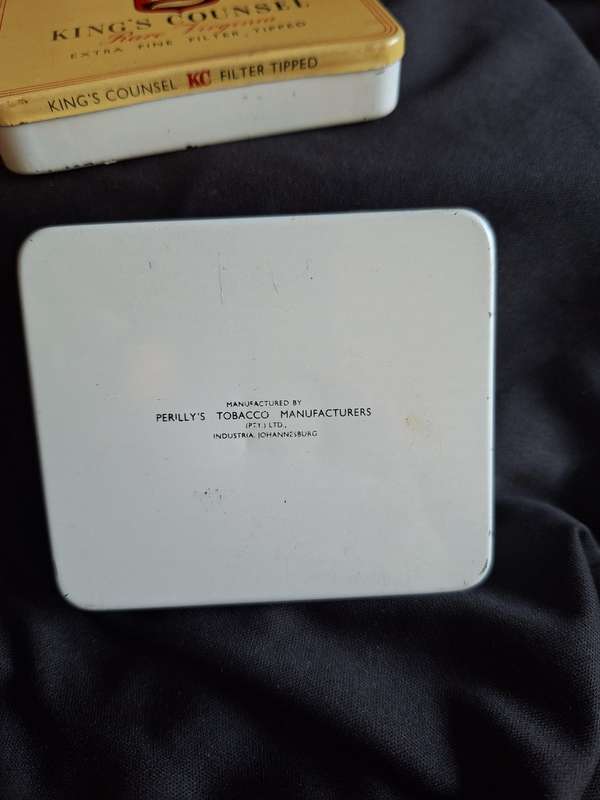 KING'S COUNSEL
Rare Virginia
EXTRA FINE FILTER, TIPPED
KING'S COUNSEL KC FILTER TIPPED
MANUFACTURED BY
PERILLY'S TOBACCO MANUFACTURERS
(PTY.) LTD.,
INDUSTRIA, JOHANNESBURG